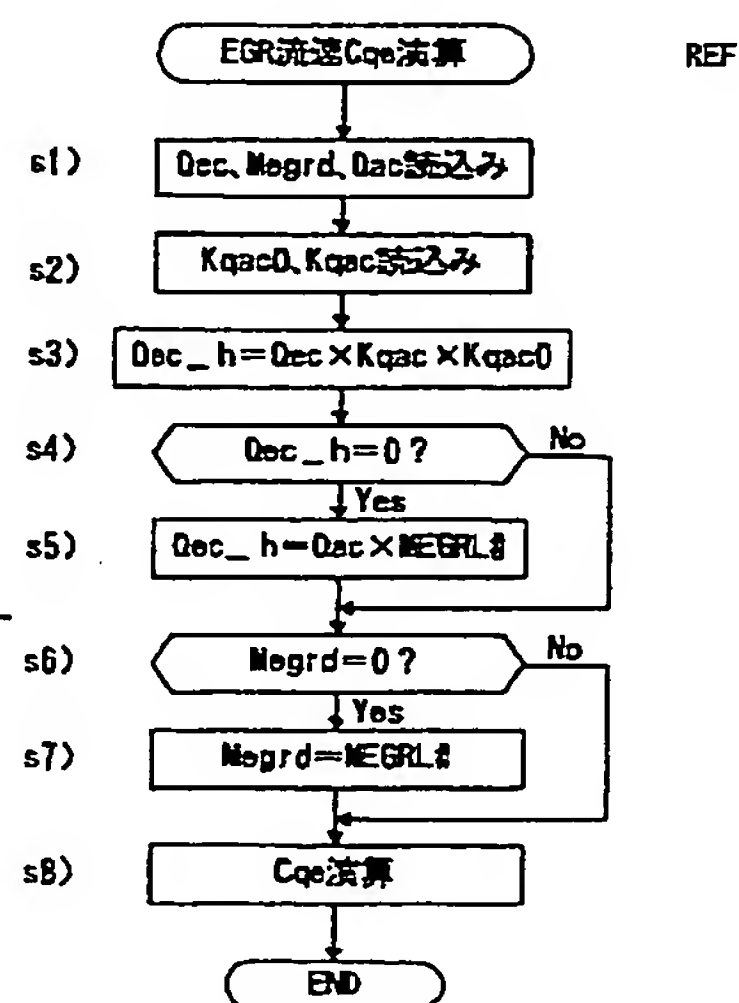 EGR流速Cqe演算
REF
s1) Qec、Megrd、Qac読込み
s2) Kqac0、Kqac読込み
s3) Qec_h=Qec×Kqac×Kqac0
s4) Qec_h=0? No
Yes
s5) Qec_h=Qac×MEGRL#
s6) Megrd=0? No
Yes
s7) Megrd=MEGRL#
s8) Cqe演算
END